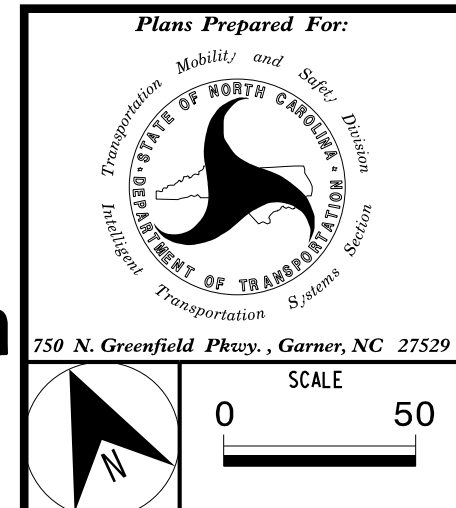 Plans Prepared For:
Transportation Mobility and Safety Division
STATE OF NORTH CAROLINA
DEPARTMENT OF TRANSPORTATION
Intelligent Transportation Systems Section
750 N. Greenfield Pkwy. , Garner, NC 27529
SCALE
0 50
N